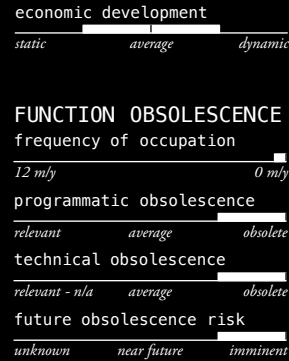 economic development
static average dynamic
FUNCTION OBSOLESCENCE
frequency of occupation
12 m/y 0 m/y
programmatic obsolescence
relevant average obsolete
technical obsolescence
relevant - n/a average obsolete
future obsolescence risk
unknown near future imminent